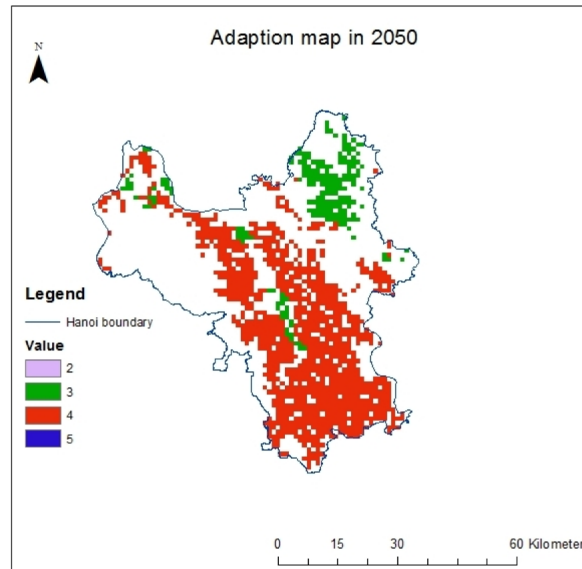 Adaption map in 2050
N
Legend
Hanoi boundary
Value
2
3
4
5
0 15 30 60 Kilometer